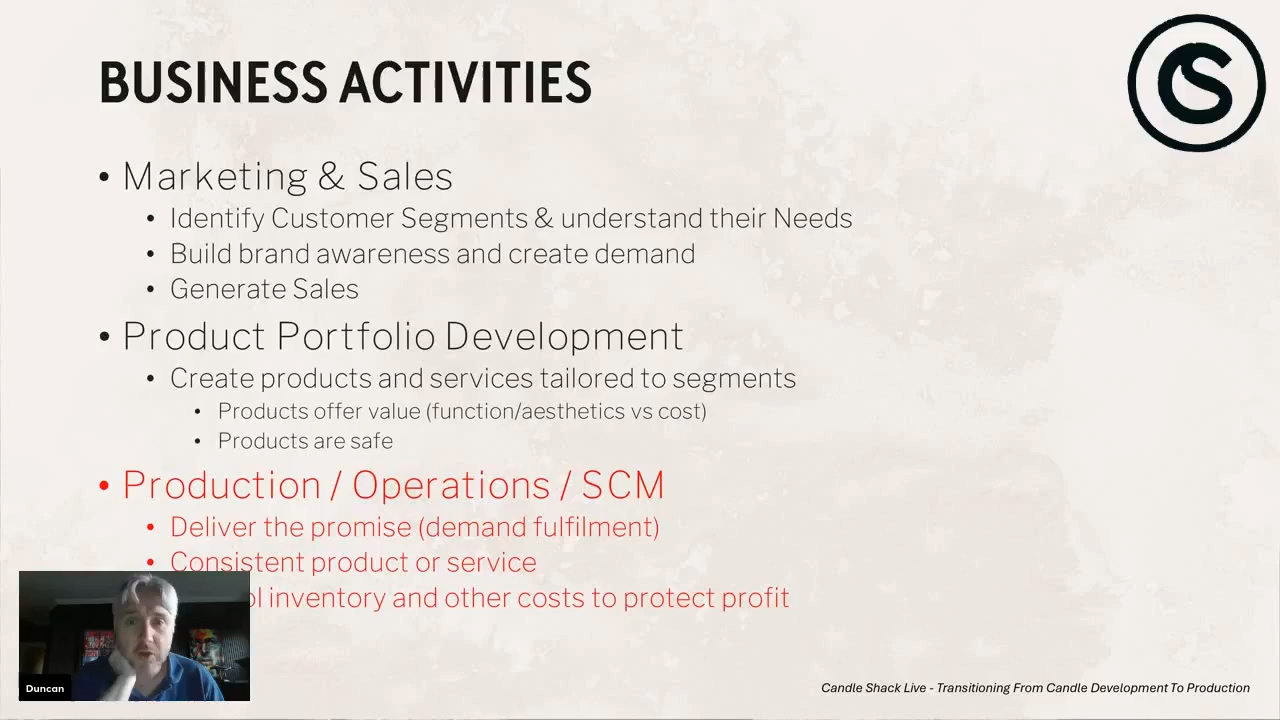 BUSINESS ACTIVITIES
• Marketing & Sales
• Identify Customer Segments & understand their Needs
• Build brand awareness and create demand
• Generate Sales
• Product Portfolio Development
• Create products and services tailored to segments
• Products offer value (function/aesthetics vs cost)
• Products are safe
• Production / Operations / SCM
• Deliver the promise (demand fulfilment)
• Consistent product or service
inventory and other costs to protect profit
Duncan
Candle Shack Live - Transitioning From Candle Development To Production